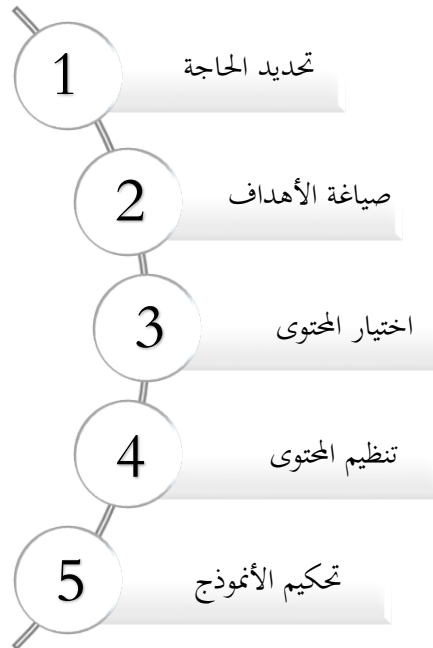 1 تحديد الحاجة
2 صياغة الأهداف
3 اختيار المحتوى
4 تنظيم المحتوى
5 تحكيم الأنموذج